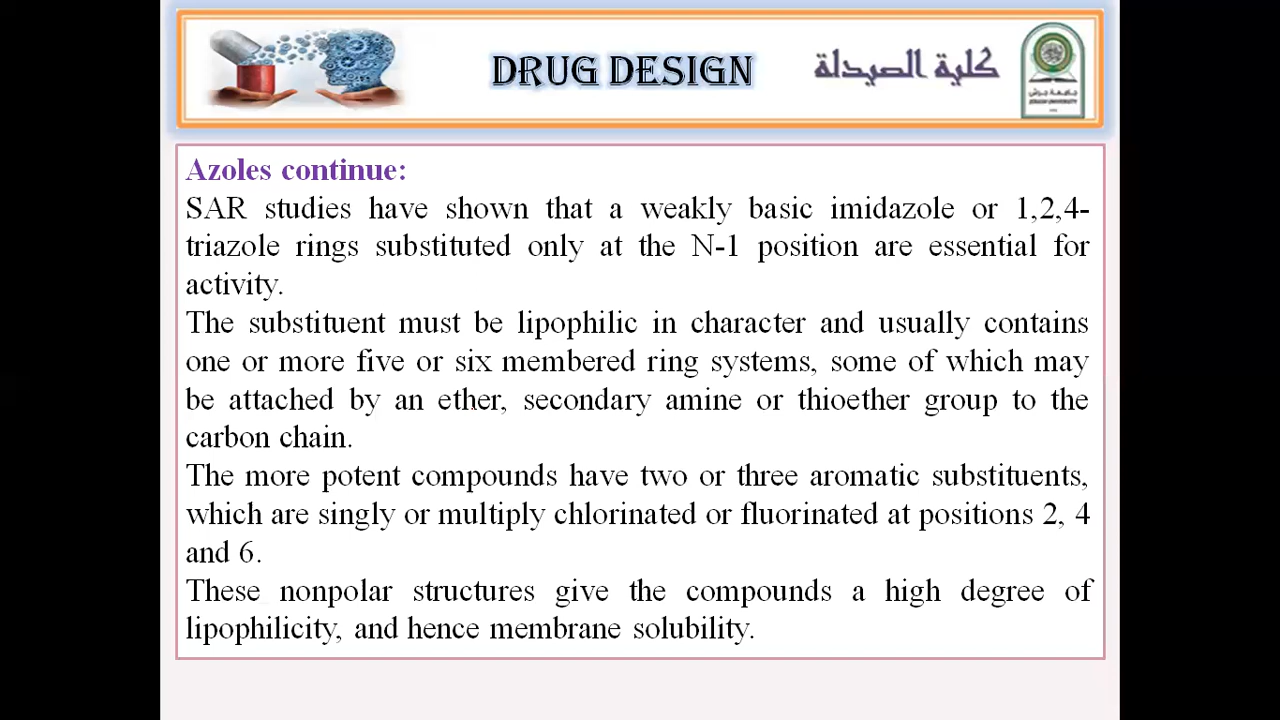 DRUG DESIGN
كلية الصيدلة
جامعة جرش
JERASH UNIVERSITY
Azoles continue:
SAR studies have shown that a weakly basic imidazole or 1,2,4-
triazole rings substituted only at the N-1 position are essential for
activity.
The substituent must be lipophilic in character and usually contains
one or more five or six membered ring systems, some of which may
be attached by an ether, secondary amine or thioether group to the
carbon chain.
The more potent compounds have two or three aromatic substituents,
which are singly or multiply chlorinated or fluorinated at positions 2, 4
and 6.
These nonpolar structures give the compounds a high degree of
lipophilicity, and hence membrane solubility.